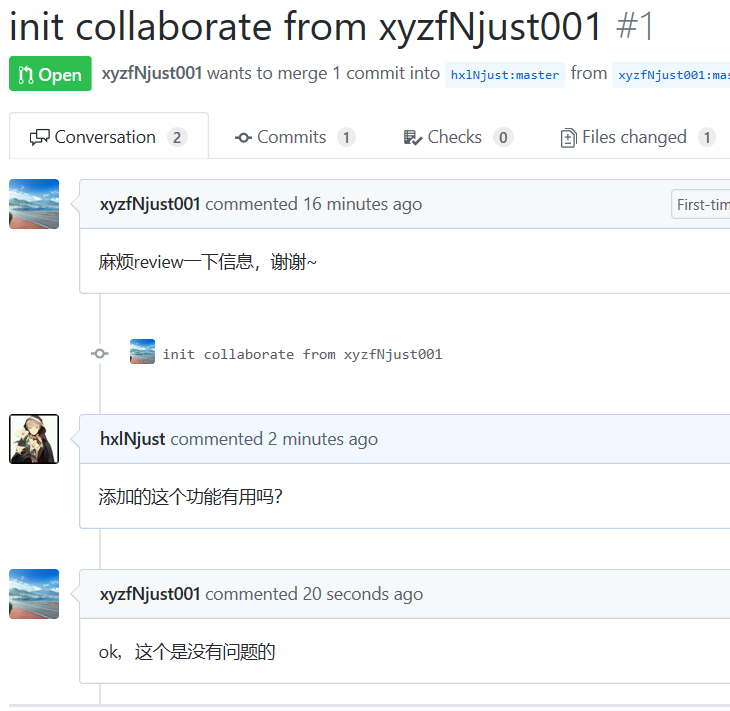 init collaborate from xyzfNjust001 #1
Open xyzfNjust001 wants to merge 1 commit into hxlNjust:master from xyzfNjust001:mas
Conversation 2 Commits 1 Checks 0 Files changed 1
xyzfNjust001 commented 16 minutes ago First-tim
麻烦review一下信息，谢谢~
init collaborate from xyzfNjust001
hxlNjust commented 2 minutes ago
添加的这个功能有用吗？
xyzfNjust001 commented 20 seconds ago
ok，这个是没有问题的